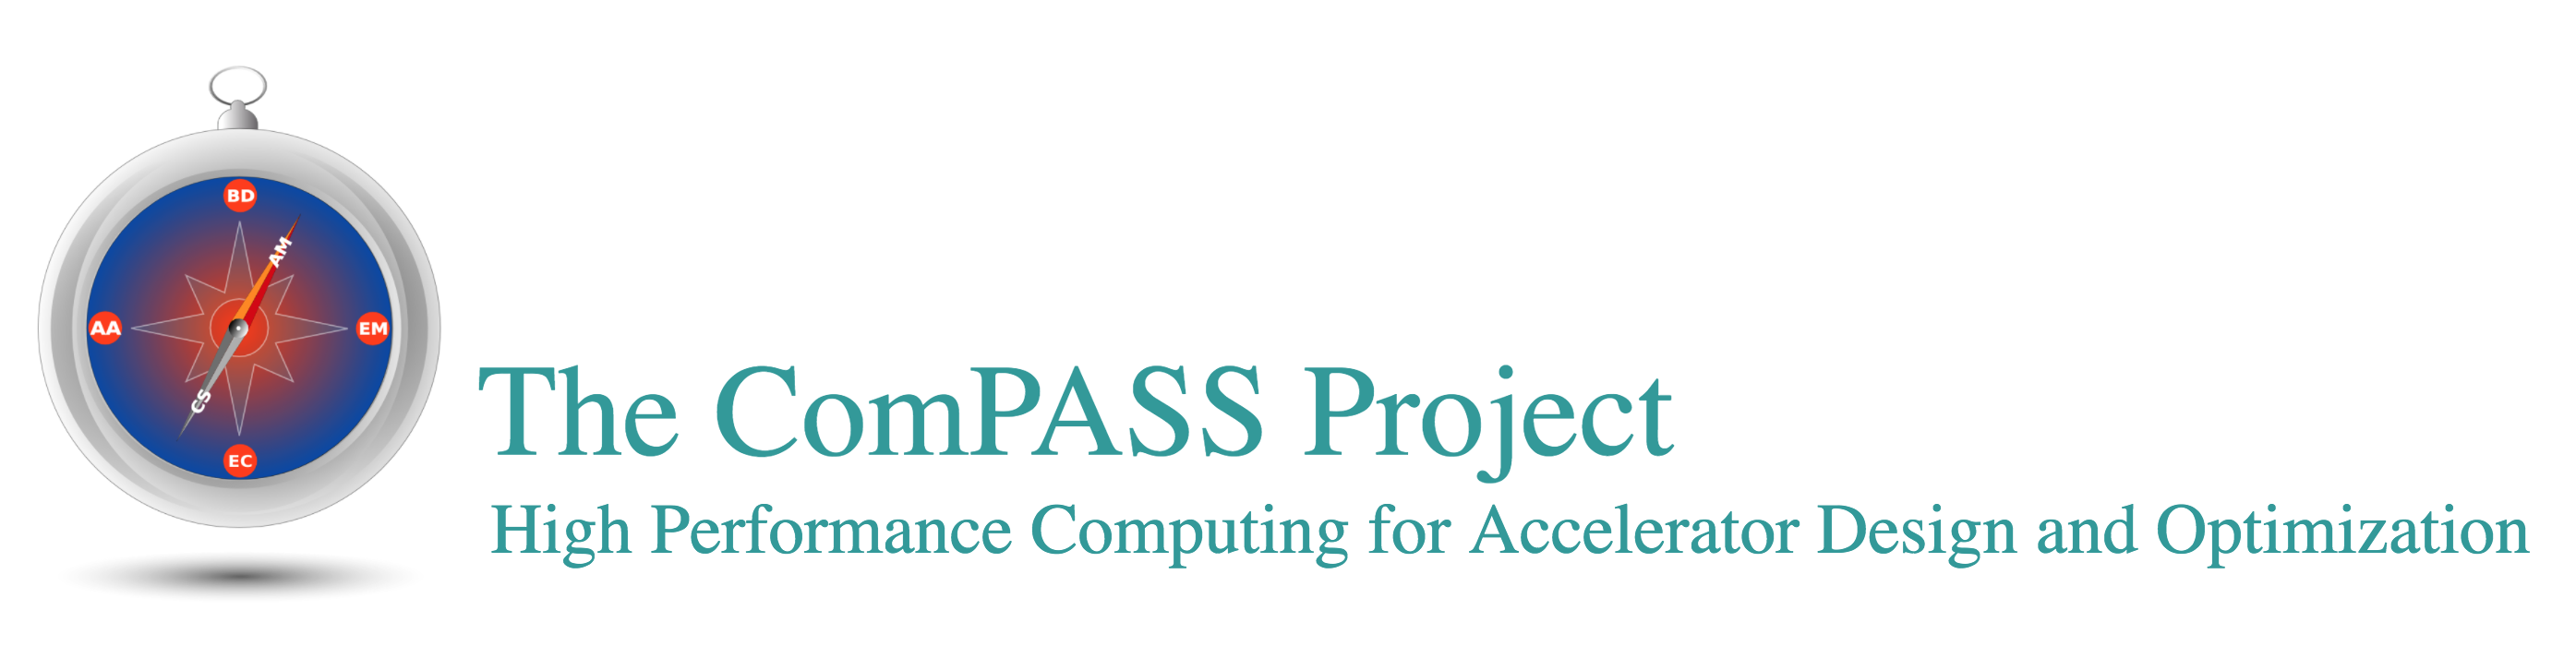 BD
AM
AA
EM
CS
EC
The ComPASS Project
High Performance Computing for Accelerator Design and Optimization